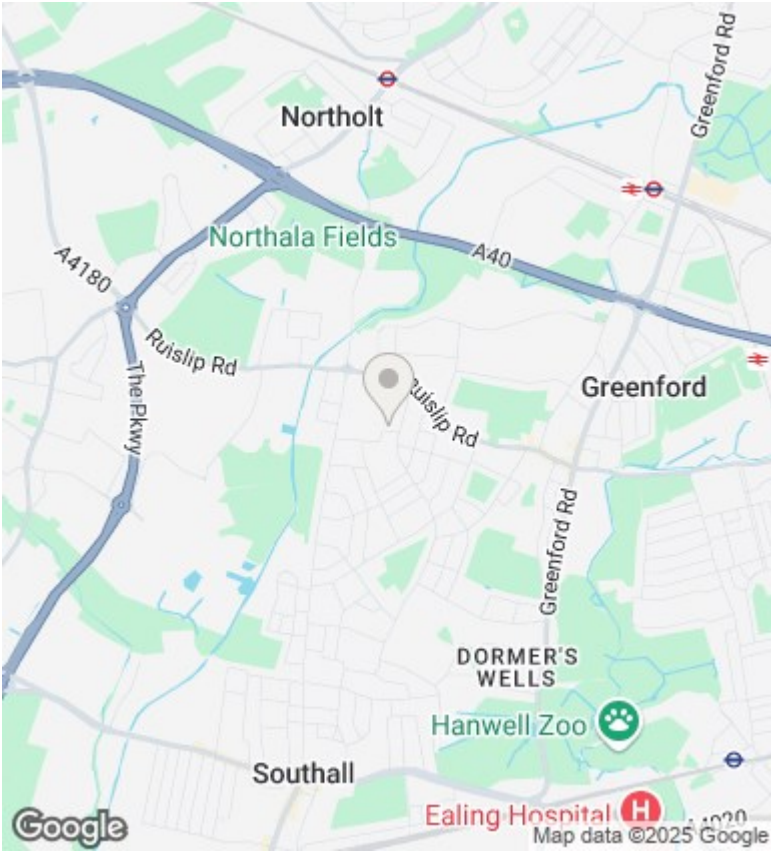 Greenford Rd
Northolt
Northala Fields
A40
A4180
Ruislip Rd
The Pkwy
Ruislip Rd
Greenford
Greenford Rd
DORMER'S
WELLS
Hanwell Zoo
Southall
Ealing Hospital
H
A4020
Google
Map data ©2025 Google